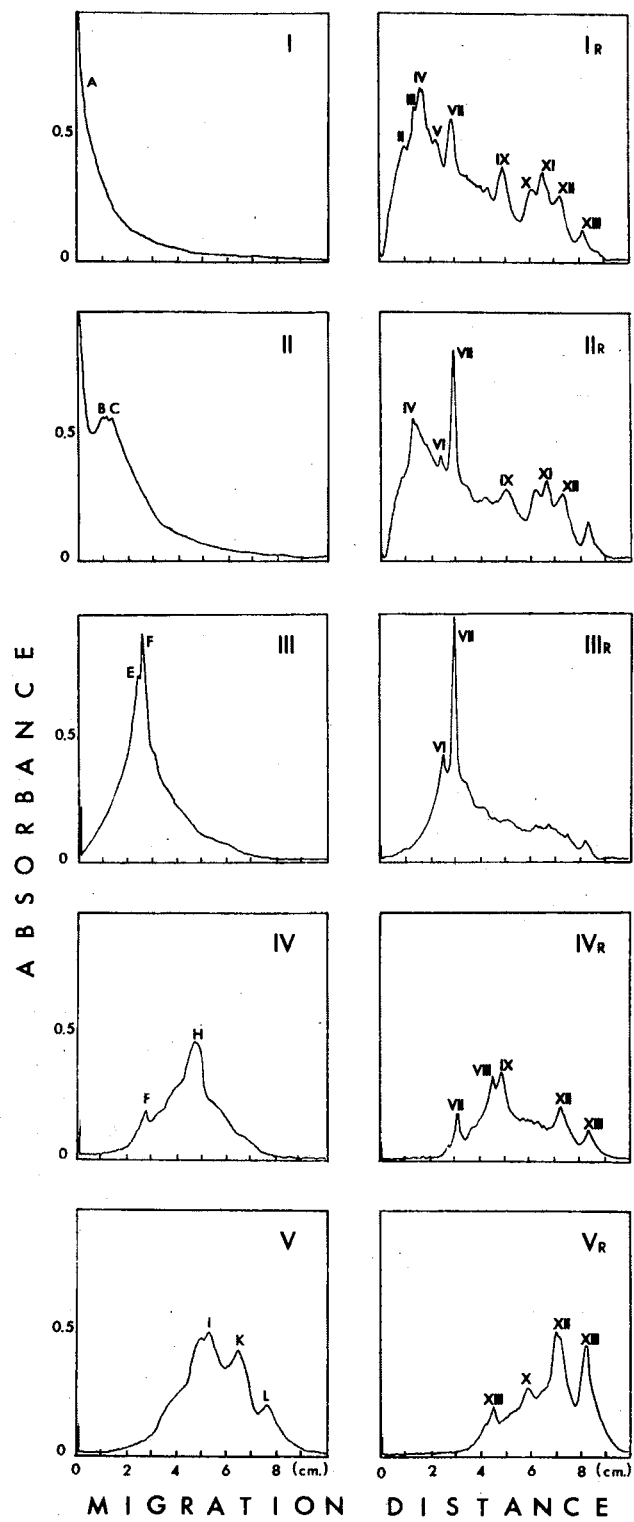 I
A
0.5
0
IR
II
III
IV
V
VII
IX
X
XI
XII
XIII
II
B C
0.5
0
IIR
IV
VI
VII
IX
XI
XII
III
E F
0.5
0
IIIR
VI
VII
IV
F
H
0.5
0
IVR
VII
VIII
IX
XII
XIII
V
I
K
L
0.5
0
0 2 4 6 8 (cm.)
VR
XIII
X
XII
XIII
0 2 4 6 8 (cm.)
ABSORBANCE
MIGRATION DISTANCE